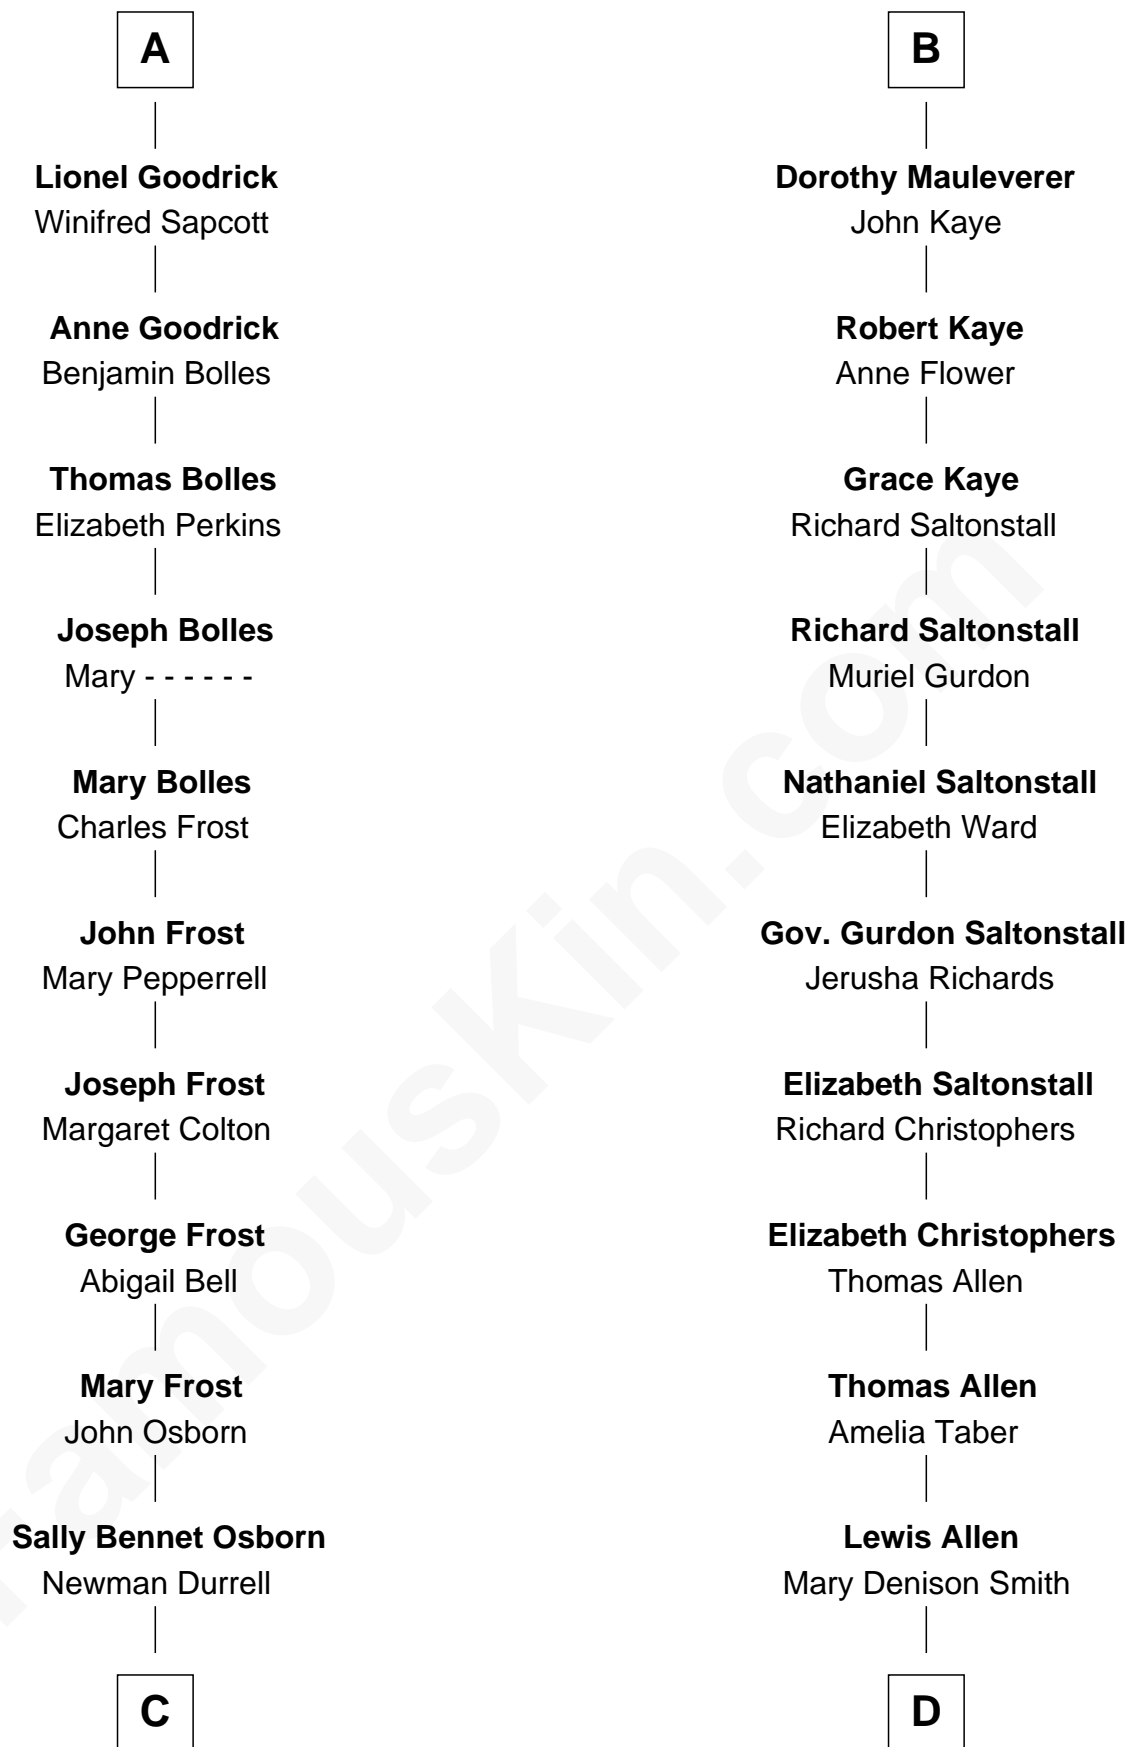 A
Lionel Goodrick
Winifred Sapcott
Anne Goodrick
Benjamin Bolles
Thomas Bolles
Elizabeth Perkins
Joseph Bolles
Mary - - - - - -
Mary Bolles
Charles Frost
John Frost
Mary Pepperrell
Joseph Frost
Margaret Colton
George Frost
Abigail Bell
Mary Frost
John Osborn
Sally Bennet Osborn
Newman Durrell
C
B
Dorothy Mauleverer
John Kaye
Robert Kaye
Anne Flower
Grace Kaye
Richard Saltonstall
Richard Saltonstall
Muriel Gurdon
Nathaniel Saltonstall
Elizabeth Ward
Gov. Gurdon Saltonstall
Jerusha Richards
Elizabeth Saltonstall
Richard Christophers
Elizabeth Christophers
Thomas Allen
Thomas Allen
Amelia Taber
Lewis Allen
Mary Denison Smith
D
FamousKin.com